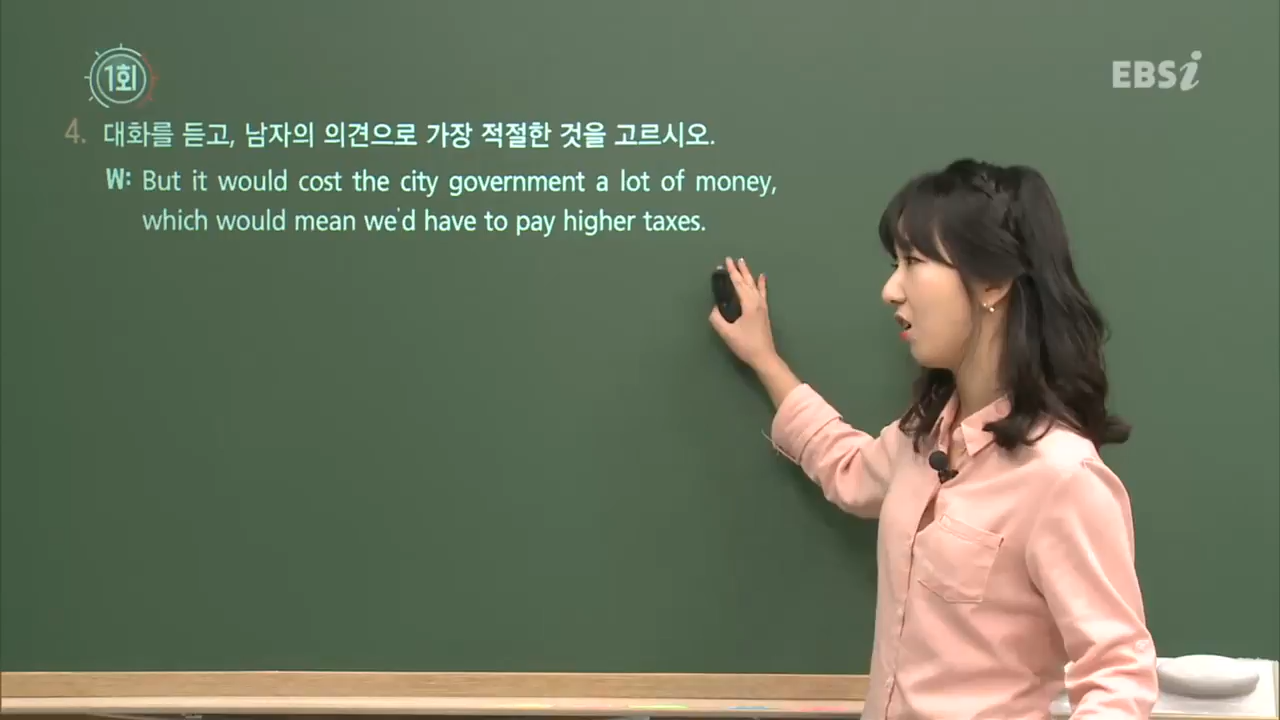 1회
EBSi
4. 대화를 듣고, 남자의 의견으로 가장 적절한 것을 고르시오.
W: But it would cost the city government a lot of money,
which would mean we'd have to pay higher taxes.